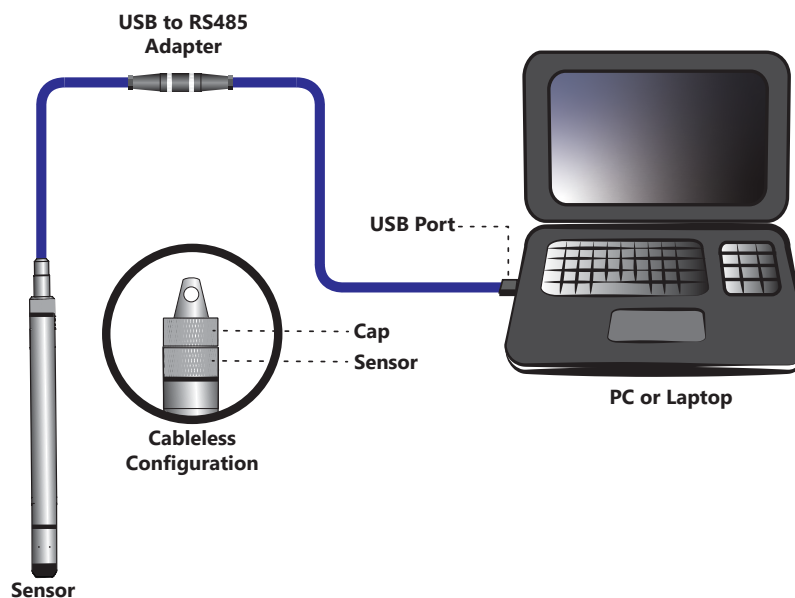 USB to RS485
Adapter
USB Port
Cap
Sensor
PC or Laptop
Cableless
Configuration
Sensor